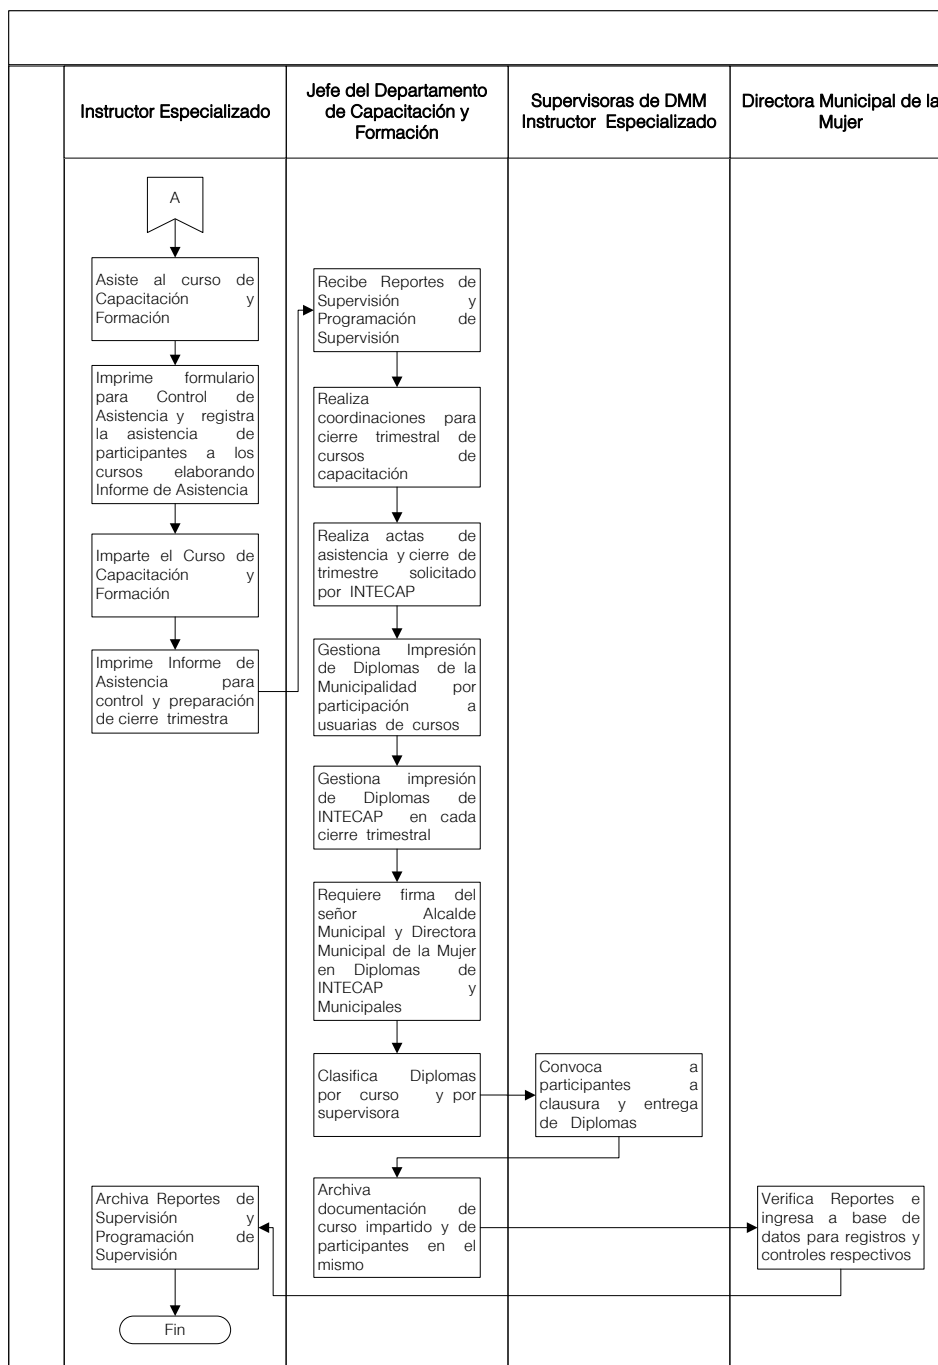 Instructor Especializado
Jefe del Departamento
de Capacitación y
Formación
Supervisoras de DMM
Instructor Especializado
Directora Municipal de la
Mujer
A
Asiste al curso de
Capacitación y
Formación
Imprime formulario
para Control de
Asistencia y registra
la asistencia de
participantes a los
cursos elaborando
Informe de Asistencia
Imparte el Curso de
Capacitación y
Formación
Imprime Informe de
Asistencia para
control y preparación
de cierre trimestra
Recibe Reportes de
Supervisión y
Programación de
Supervisión
Realiza
coordinaciones para
cierre trimestral de
cursos de
capacitación
Realiza actas de
asistencia y cierre de
trimestre solicitado
por INTECAP
Gestiona Impresión
de Diplomas de la
Municipalidad por
participación a
usuarias de cursos
Gestiona impresión
de Diplomas de
INTECAP en cada
cierre trimestral
Requiere firma del
señor Alcalde
Municipal y Directora
Municipal de la Mujer
en Diplomas de
INTECAP y
Municipales
Clasifica Diplomas
por curso y por
supervisora
Convoca a
participantes a
clausura y entrega
de Diplomas
Archiva
documentación de
curso impartido y de
participantes en el
mismo
Verifica Reportes e
ingresa a base de
datos para registros y
controles respectivos
Archiva Reportes de
Supervisión y
Programación de
Supervisión
Fin